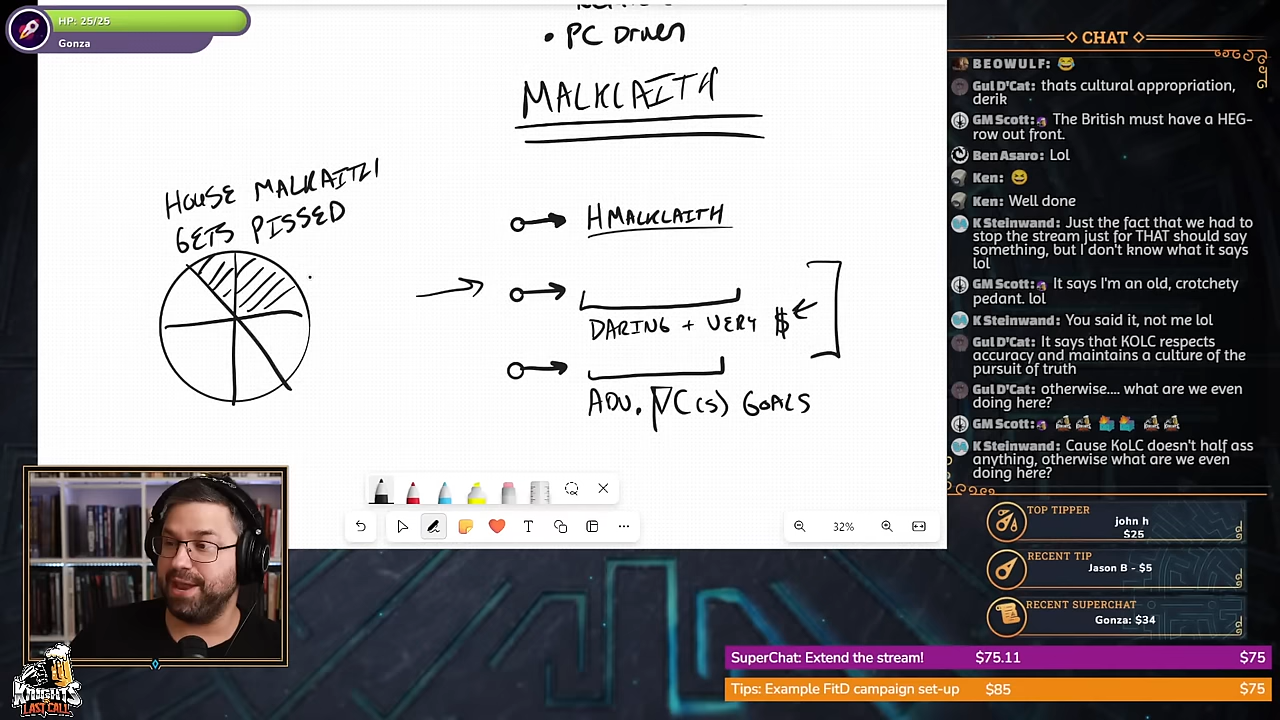 HP: 25/25
Gonza
• PC Driven
MALKLAITH
HOUSE MALKAITH
GETS PISSED
HMALKLAITH
DARING + VERY $
ADV. PC(s) GOALS
32%
KNIGHTS
LAST CALL
CHAT
BEOWULF: 😂
Gul D'Cat: thats cultural appropriation,
derik
GM Scott: The British must have a HEG-
row out front.
Ben Asaro: Lol
Ken: 😄
Ken: Well done
K Steinwand: Just the fact that we had to
stop the stream just for THAT should say
something, but I don't know what it says
lol
GM Scott: It says I'm an old, crotchety
pedant. lol
K Steinwand: You said it, not me lol
Gul D'Cat: It says that KOLC respects
accuracy and maintains a culture of the
pursuit of truth
Gul D'Cat: otherwise.... what are we even
doing here?
GM Scott:
K Steinwand: Cause KoLC doesn't half ass
anything, otherwise what are we even
doing here?
TOP TIPPER
john h
$25
RECENT TIP
Jason B - $5
RECENT SUPERCHAT
Gonza: $34
SuperChat: Extend the stream! $75.11 $75
Tips: Example FitD campaign set-up $85 $75